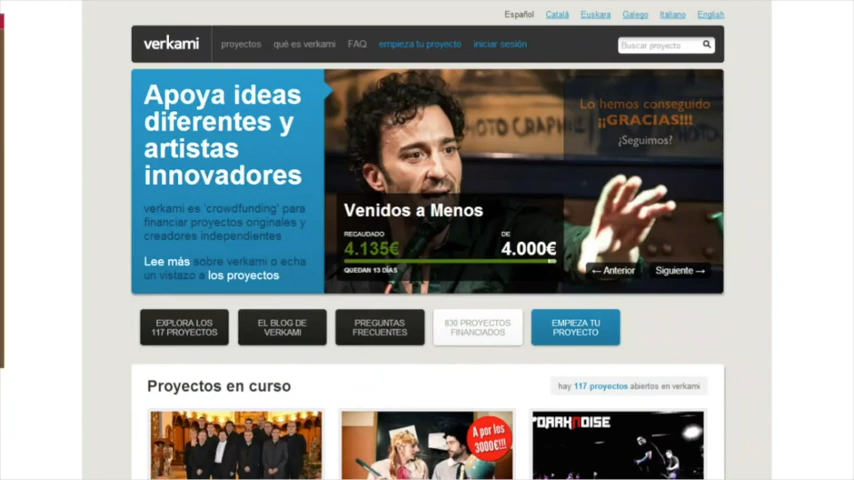 Español Català Euskara Galego Italiano English
verkami proyectos qué es verkami FAQ empieza tu proyecto iniciar sesión Buscar proyecto
Apoya ideas
diferentes y
artistas
innovadores
verkami es 'crowdfunding' para
financiar proyectos originales y
creadores independientes
Lee más sobre verkami o echa
un vistazo a los proyectos
Lo hemos conseguido
¡¡GRACIAS!!!
¿Seguimos?
Venidos a Menos
RECAUDADO DE
4.135€ 4.000€
QUEDAN 13 DÍAS
← Anterior Siguiente →
EXPLORA LOS
117 PROYECTOS
EL BLOG DE
VERKAMI
PREGUNTAS
FRECUENTES
830 PROYECTOS
FINANCIADOS
EMPIEZA TU
PROYECTO
Proyectos en curso
hay 117 proyectos abiertos en verkami
A por los
3000€!!!
DARKNOISE